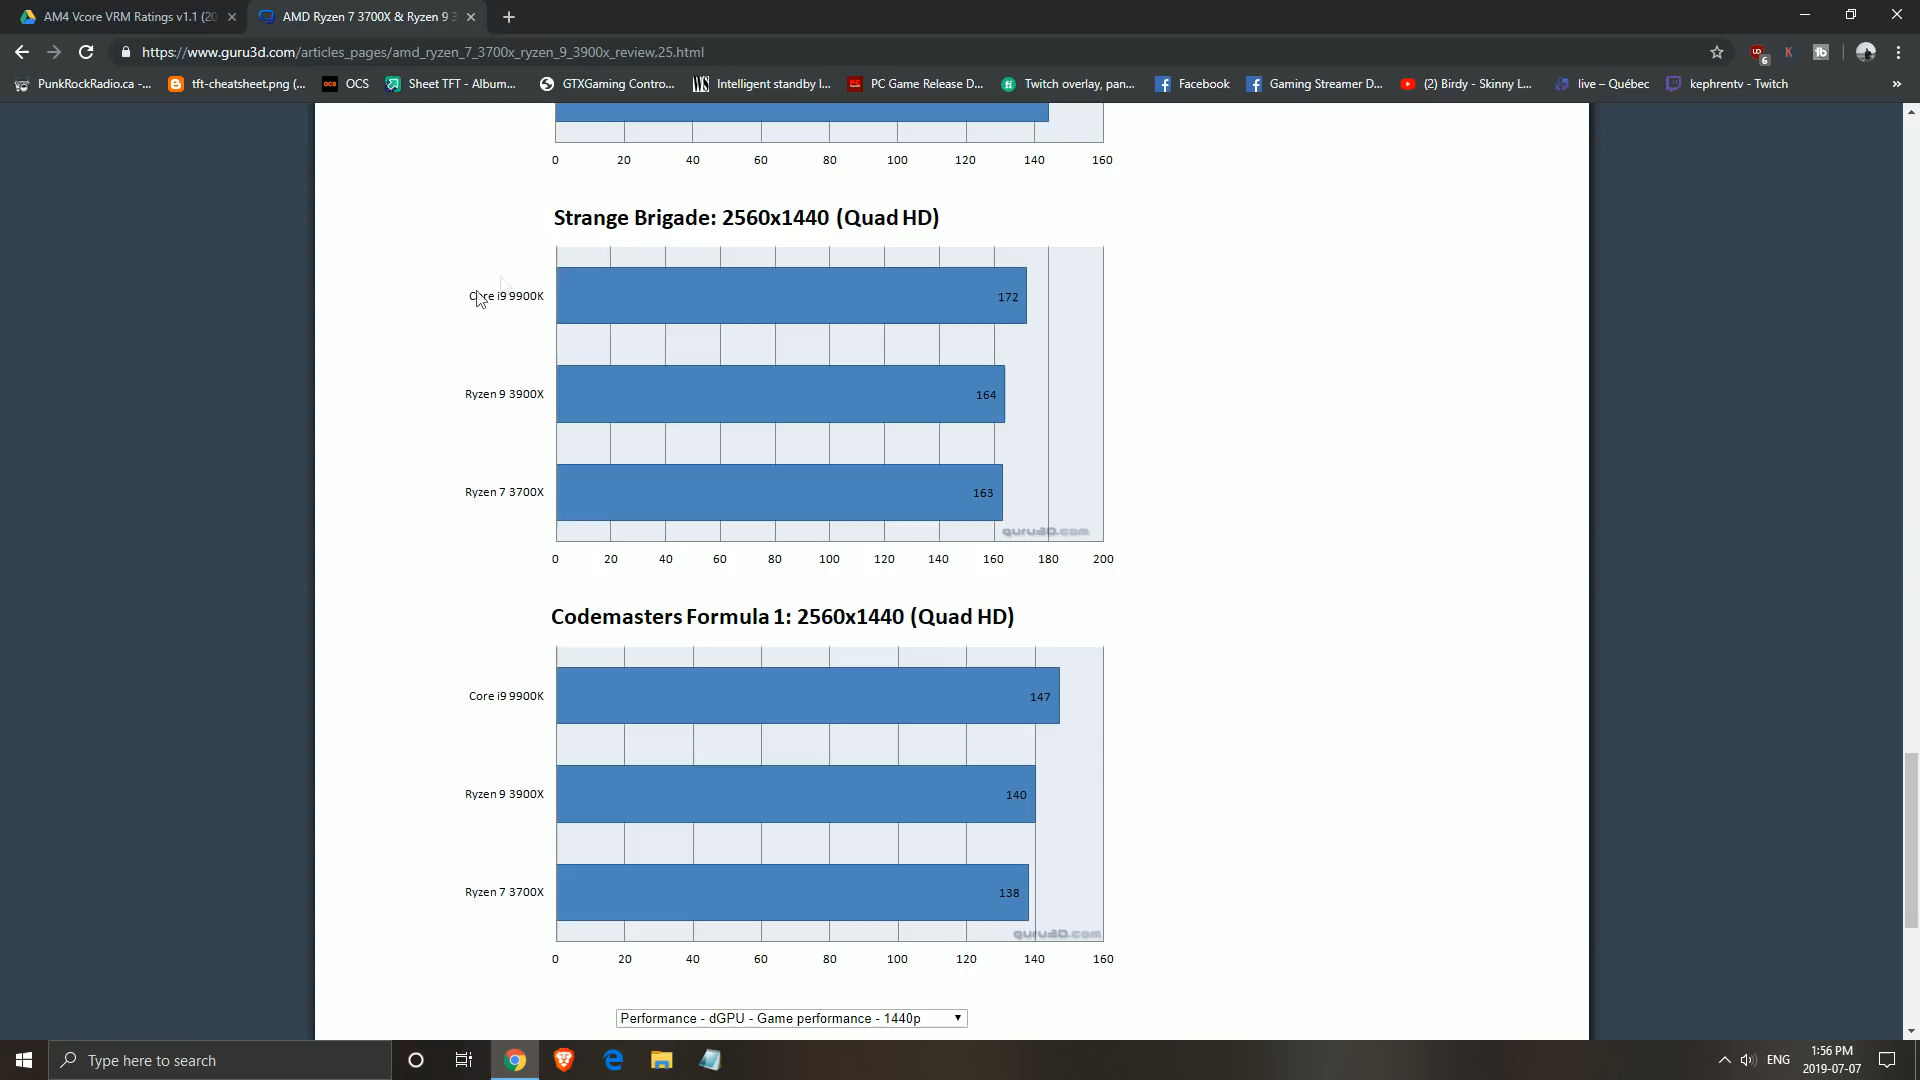 AM4 Vcore VRM Ratings v1.1 (20
AMD Ryzen 7 3700X & Ryzen 9 3
https://www.guru3d.com/articles_pages/amd_ryzen_7_3700x_ryzen_9_3900x_review,25.html
6
PunkRockRadio.ca -...
tft-cheatsheet.png (...
OCS
Sheet TFT - Album...
GTXGaming Contro...
Intelligent standby l...
PC Game Release D...
Twitch overlay, pan...
Facebook
Gaming Streamer D...
(2) Birdy - Skinny L...
live – Québec
kephrentv - Twitch
0 20 40 60 80 100 120 140 160
Strange Brigade: 2560x1440 (Quad HD)
Core i9 9900K 172
Ryzen 9 3900X 164
Ryzen 7 3700X 163
guru3D.com
0 20 40 60 80 100 120 140 160 180 200
Codemasters Formula 1: 2560x1440 (Quad HD)
Core i9 9900K 147
Ryzen 9 3900X 140
Ryzen 7 3700X 138
guru3D.com
0 20 40 60 80 100 120 140 160
Performance - dGPU - Game performance - 1440p
Type here to search
ENG
1:56 PM
2019-07-07